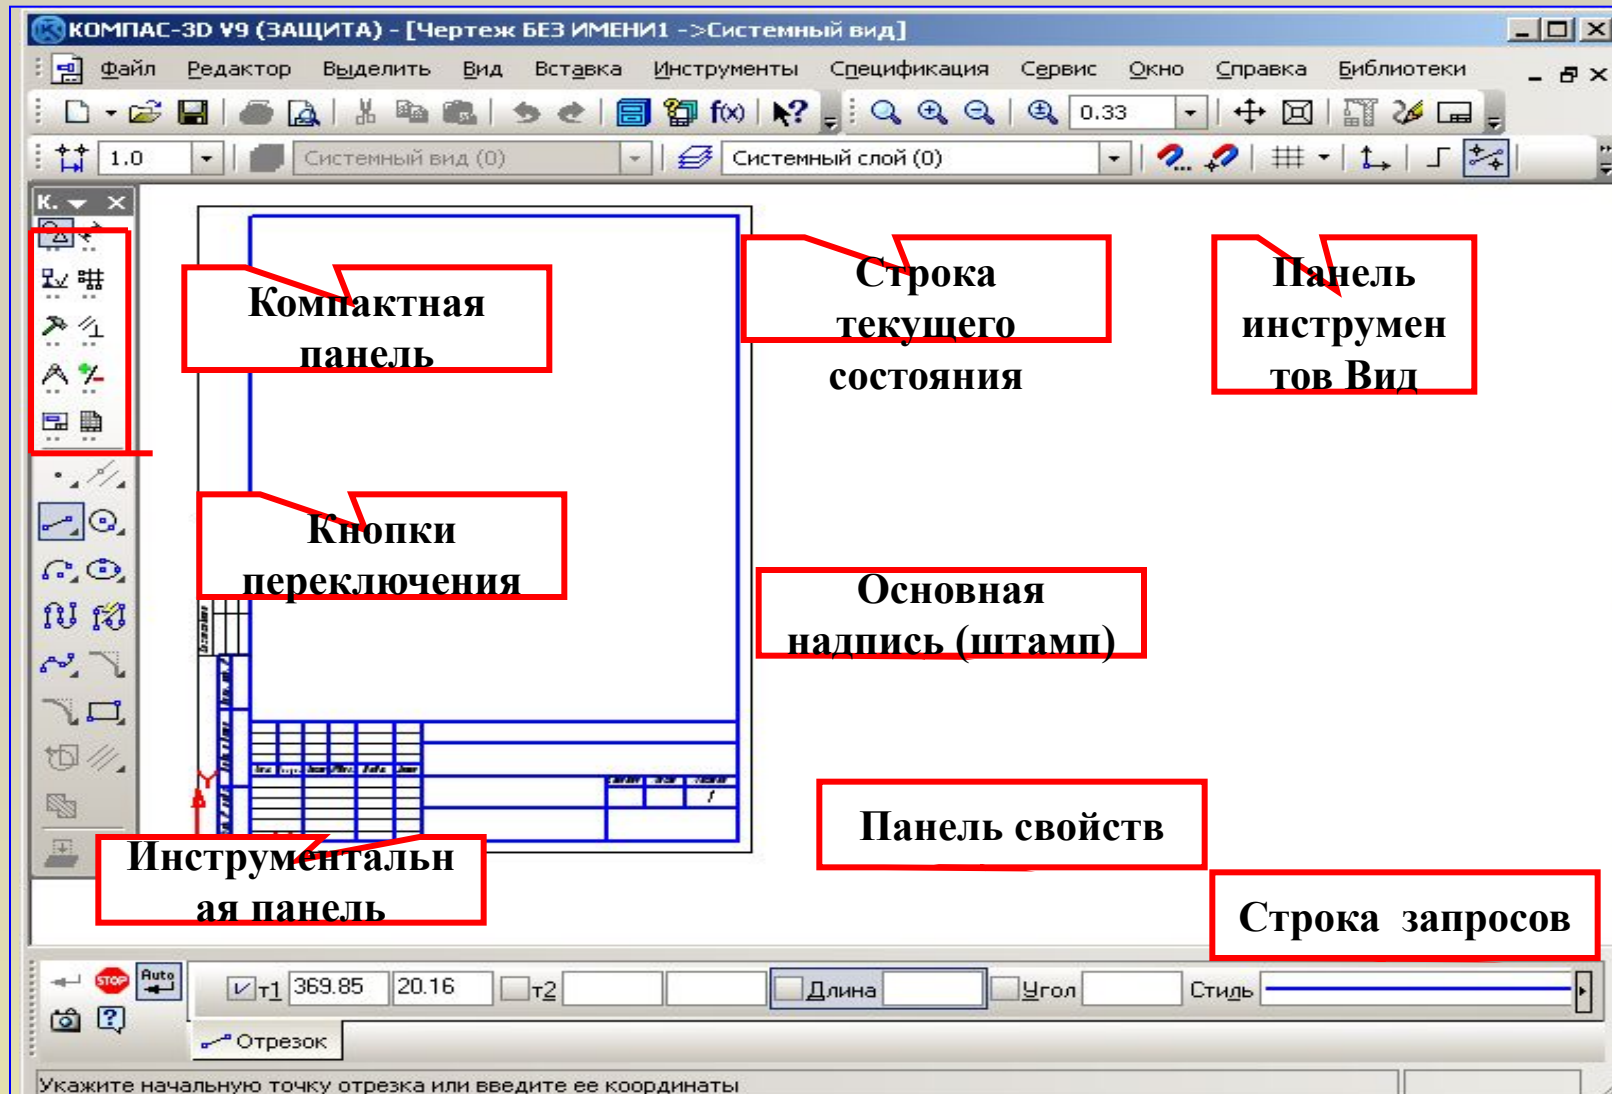 КОМПАС-3D V9 (ЗАЩИТА) - [Чертеж БЕЗ ИМЕНИ1 ->Системный вид]
Файл Редактор Выделить Вид Вставка Инструменты Спецификация Сервис Окно Справка Библиотеки
f(x) 0.33
1.0 Системный вид (0) Системный слой (0)
К.
Компактная
панель
Строка
текущего
состояния
Панель
инструмен
тов Вид
Кнопки
переключения
Основная
надпись (штамп)
Y
1
Панель свойств
Инструментальн
ая панель
Строка запросов
STOP Auto т1 369.85 20.16 т2 Длина Угол Стиль
Отрезок
Укажите начальную точку отрезка или введите ее координаты